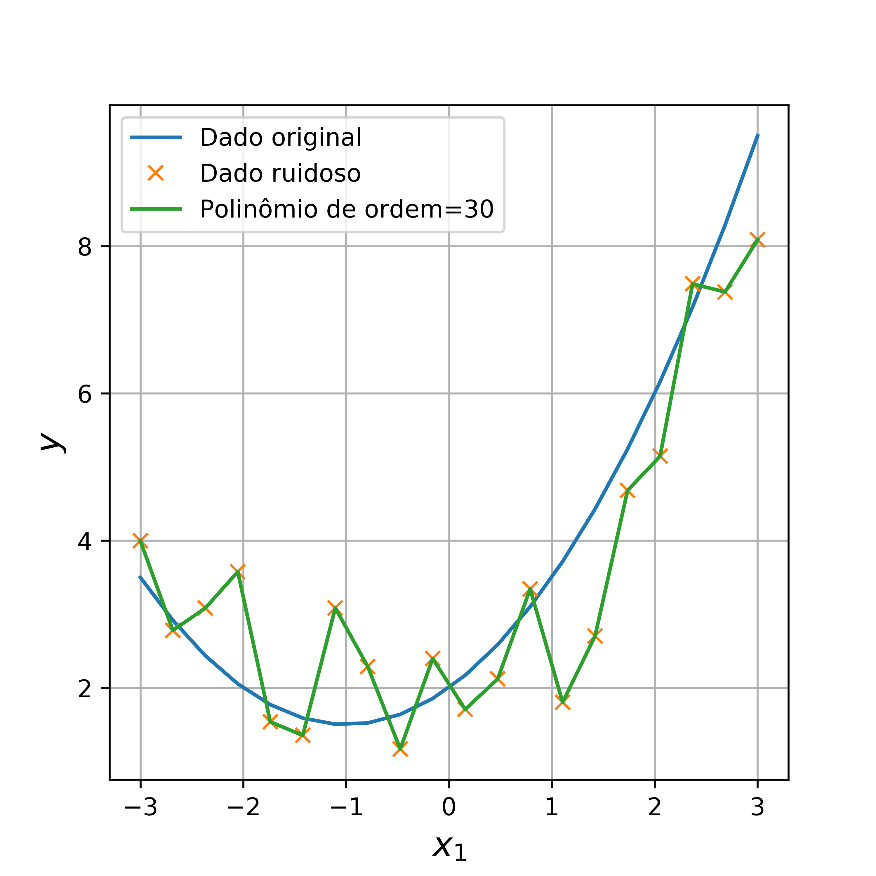 Dado original
Dado ruidoso
Polinômio de ordem=30
8
6
4
2
y
−3 −2 −1 0 1 2 3
x₁